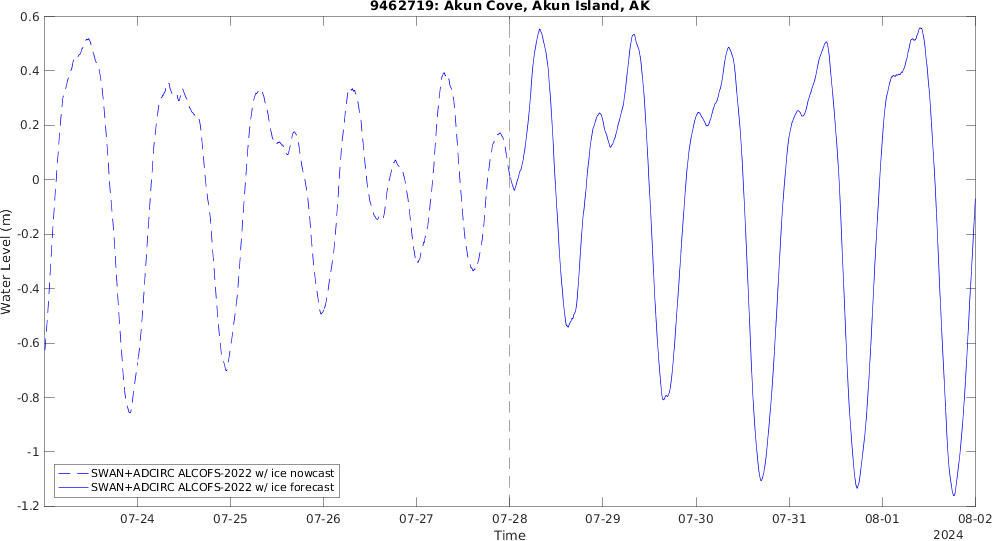 9462719: Akun Cove, Akun Island, AK
0.6
0.4
0.2
0
-0.2
-0.4
-0.6
-0.8
-1
-1.2
Water Level (m)
SWAN+ADCIRC ALCOFS-2022 w/ ice nowcast
SWAN+ADCIRC ALCOFS-2022 w/ ice forecast
07-24 07-25 07-26 07-27 07-28 07-29 07-30 07-31 08-01 08-02
Time
2024